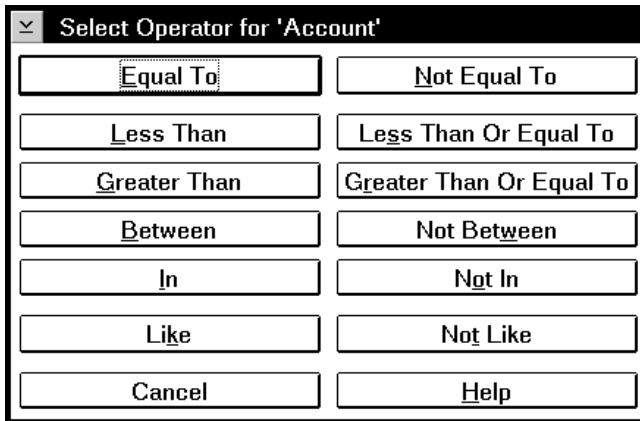 Select Operator for 'Account'
Equal To
Not Equal To
Less Than
Less Than Or Equal To
Greater Than
Greater Than Or Equal To
Between
Not Between
In
Not In
Like
Not Like
Cancel
Help